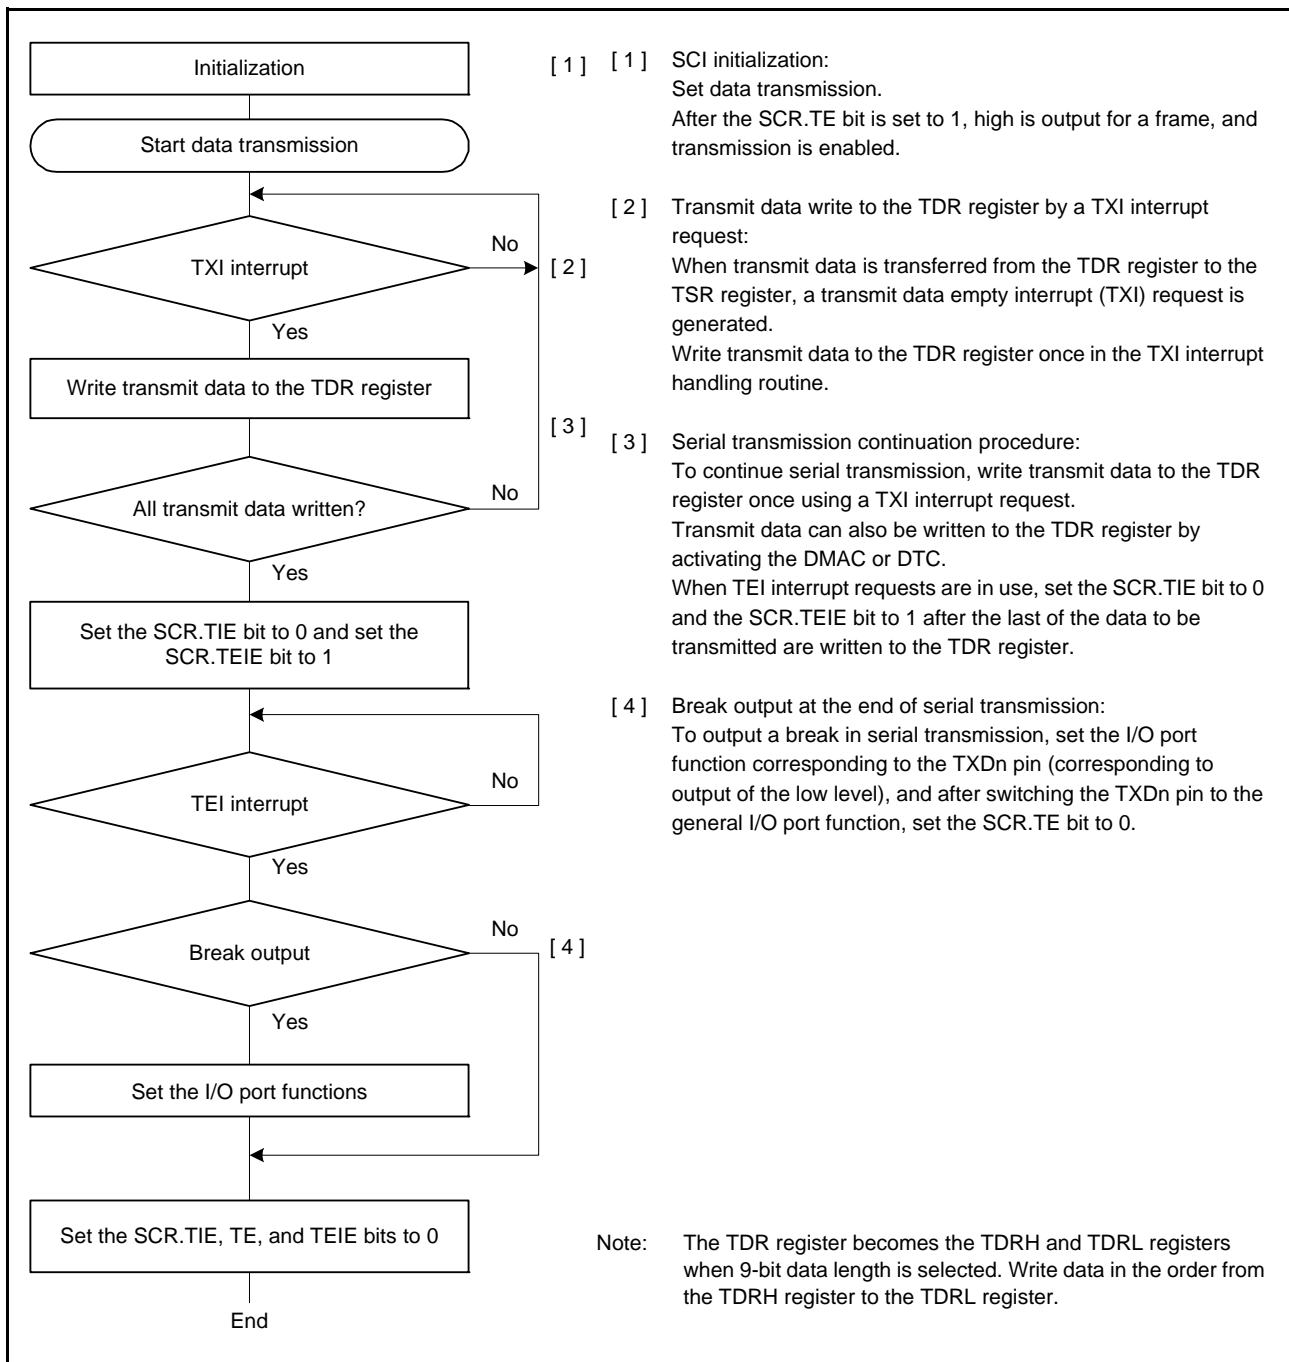 Initialization
[ 1 ]
Start data transmission
No
TXI interrupt
[ 2 ]
Yes
Write transmit data to the TDR register
[ 3 ]
No
All transmit data written?
Yes
Set the SCR.TIE bit to 0 and set the
SCR.TEIE bit to 1
No
TEI interrupt
Yes
No
Break output
[ 4 ]
Yes
Set the I/O port functions
Set the SCR.TIE, TE, and TEIE bits to 0
End
[ 1 ] SCI initialization:
Set data transmission.
After the SCR.TE bit is set to 1, high is output for a frame, and
transmission is enabled.
[ 2 ] Transmit data write to the TDR register by a TXI interrupt
request:
When transmit data is transferred from the TDR register to the
TSR register, a transmit data empty interrupt (TXI) request is
generated.
Write transmit data to the TDR register once in the TXI interrupt
handling routine.
[ 3 ] Serial transmission continuation procedure:
To continue serial transmission, write transmit data to the TDR
register once using a TXI interrupt request.
Transmit data can also be written to the TDR register by
activating the DMAC or DTC.
When TEI interrupt requests are in use, set the SCR.TIE bit to 0
and the SCR.TEIE bit to 1 after the last of the data to be
transmitted are written to the TDR register.
[ 4 ] Break output at the end of serial transmission:
To output a break in serial transmission, set the I/O port
function corresponding to the TXDn pin (corresponding to
output of the low level), and after switching the TXDn pin to the
general I/O port function, set the SCR.TE bit to 0.
Note: The TDR register becomes the TDRH and TDRL registers
when 9-bit data length is selected. Write data in the order from
the TDRH register to the TDRL register.